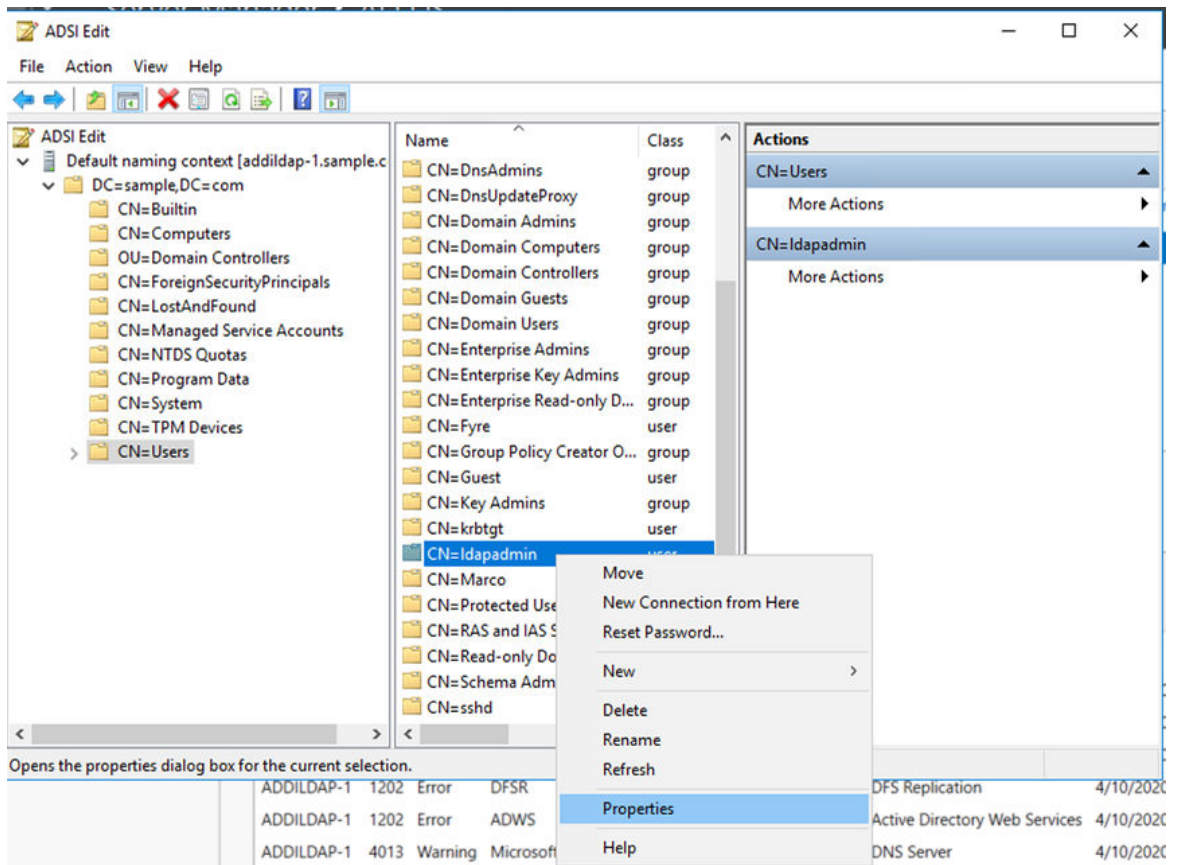 ADSI Edit
File Action View Help
ADSI Edit
Default naming context [addildap-1.sample.c
DC=sample,DC=com
CN=Builtin
CN=Computers
OU=Domain Controllers
CN=ForeignSecurityPrincipals
CN=LostAndFound
CN=Managed Service Accounts
CN=NTDS Quotas
CN=Program Data
CN=System
CN=TPM Devices
CN=Users
Name Class
CN=DnsAdmins group
CN=DnsUpdateProxy group
CN=Domain Admins group
CN=Domain Computers group
CN=Domain Controllers group
CN=Domain Guests group
CN=Domain Users group
CN=Enterprise Admins group
CN=Enterprise Key Admins group
CN=Enterprise Read-only D... group
CN=Fyre user
CN=Group Policy Creator O... group
CN=Guest user
CN=Key Admins group
CN=krbtgt user
CN=ldapadmin user
CN=Marco
CN=Protected Use
CN=RAS and IAS S
CN=Read-only Do
CN=Schema Adm
CN=sshd
Actions
CN=Users
More Actions
CN=ldapadmin
More Actions
Move
New Connection from Here
Reset Password...
New
Delete
Rename
Refresh
Properties
Help
Opens the properties dialog box for the current selection.
ADDILDAP-1 1202 Error DFSR DFS Replication 4/10/2020
ADDILDAP-1 1202 Error ADWS Active Directory Web Services 4/10/2020
ADDILDAP-1 4013 Warning Microsoft DNS Server 4/10/2020